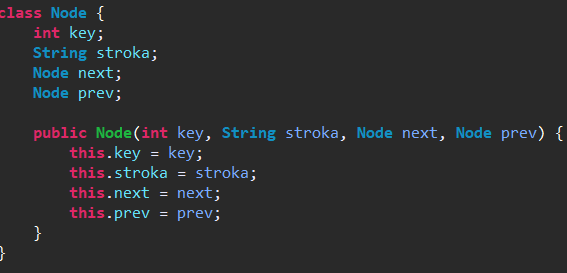 class Node {
    int key;
    String stroka;
    Node next;
    Node prev;

    public Node(int key, String stroka, Node next, Node prev) {
        this.key = key;
        this.stroka = stroka;
        this.next = next;
        this.prev = prev;
    }
}